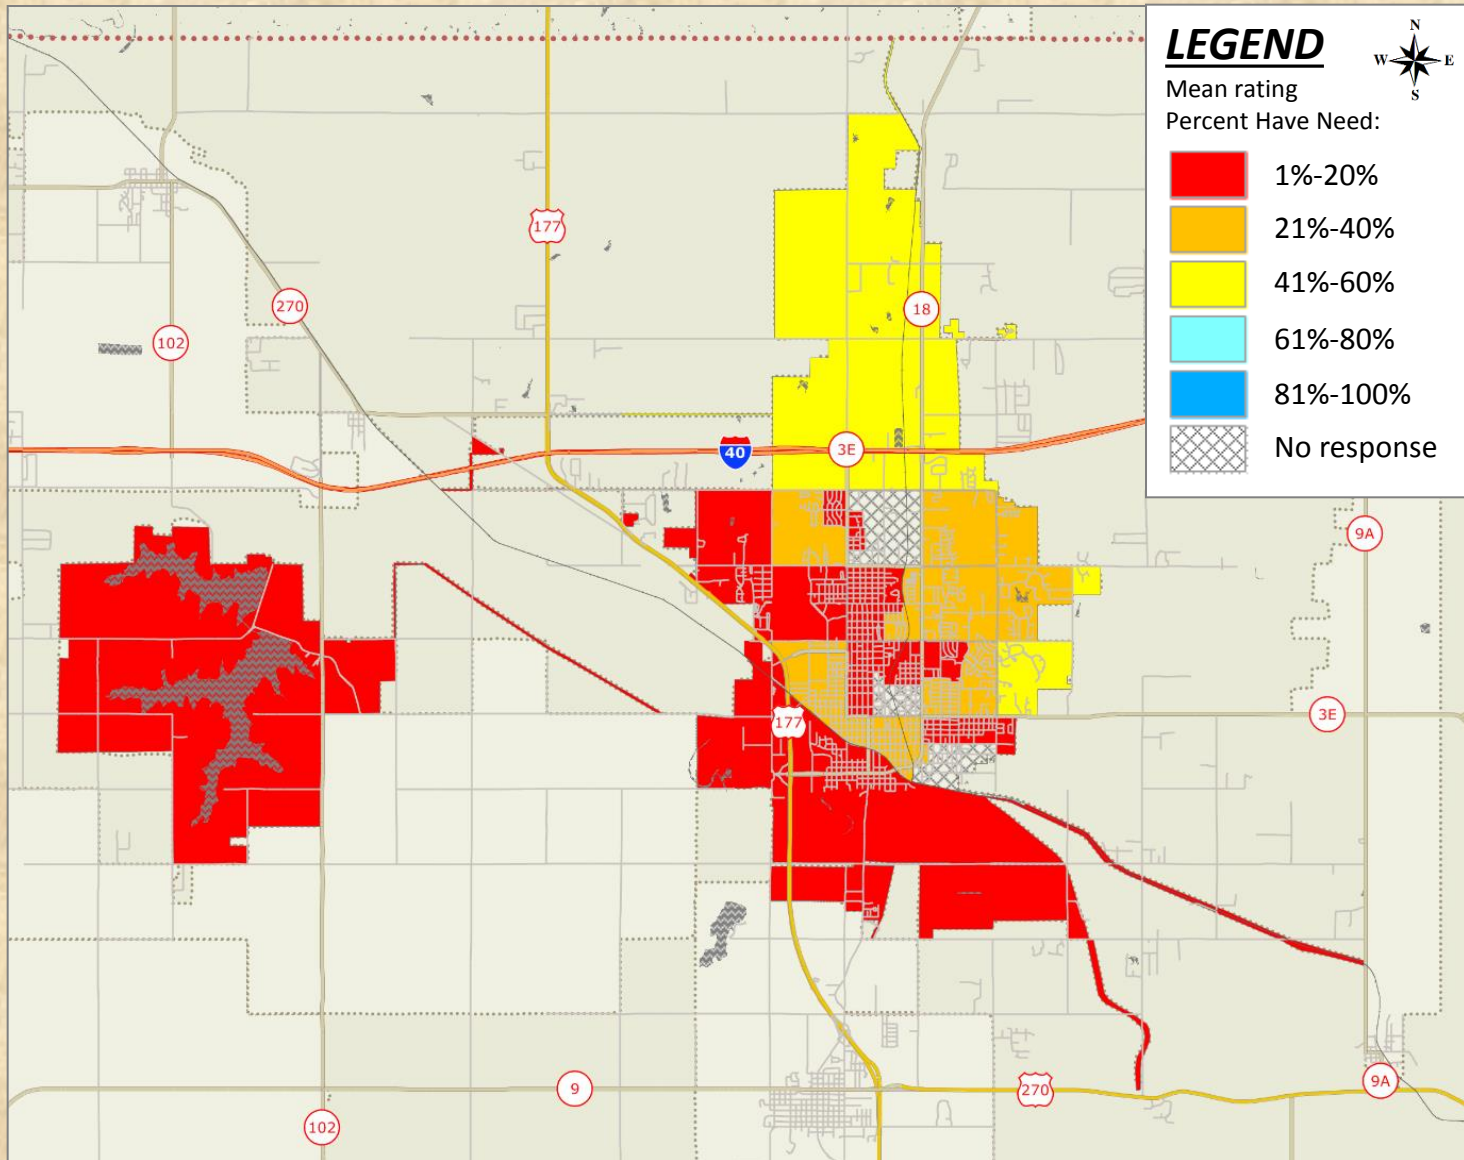 LEGEND
N
W E
S
Mean rating
Percent Have Need:
1%-20%
21%-40%
41%-60%
61%-80%
81%-100%
No response
177
270
18
102
40
3E
9A
177
3E
9
270
9A
102